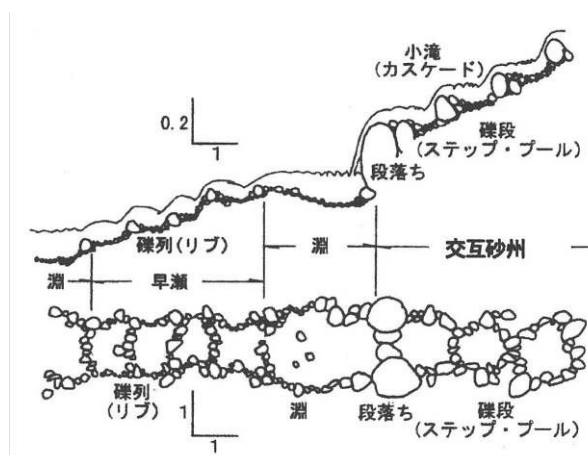 小滝
(カスケード)
0.2
1
礫段
(ステップ・プール)
段落ち
礫列(リブ)
淵
交互砂州
淵
早瀬
礫列
(リブ)
淵
段落ち
礫段
(ステップ・プール)
1
1